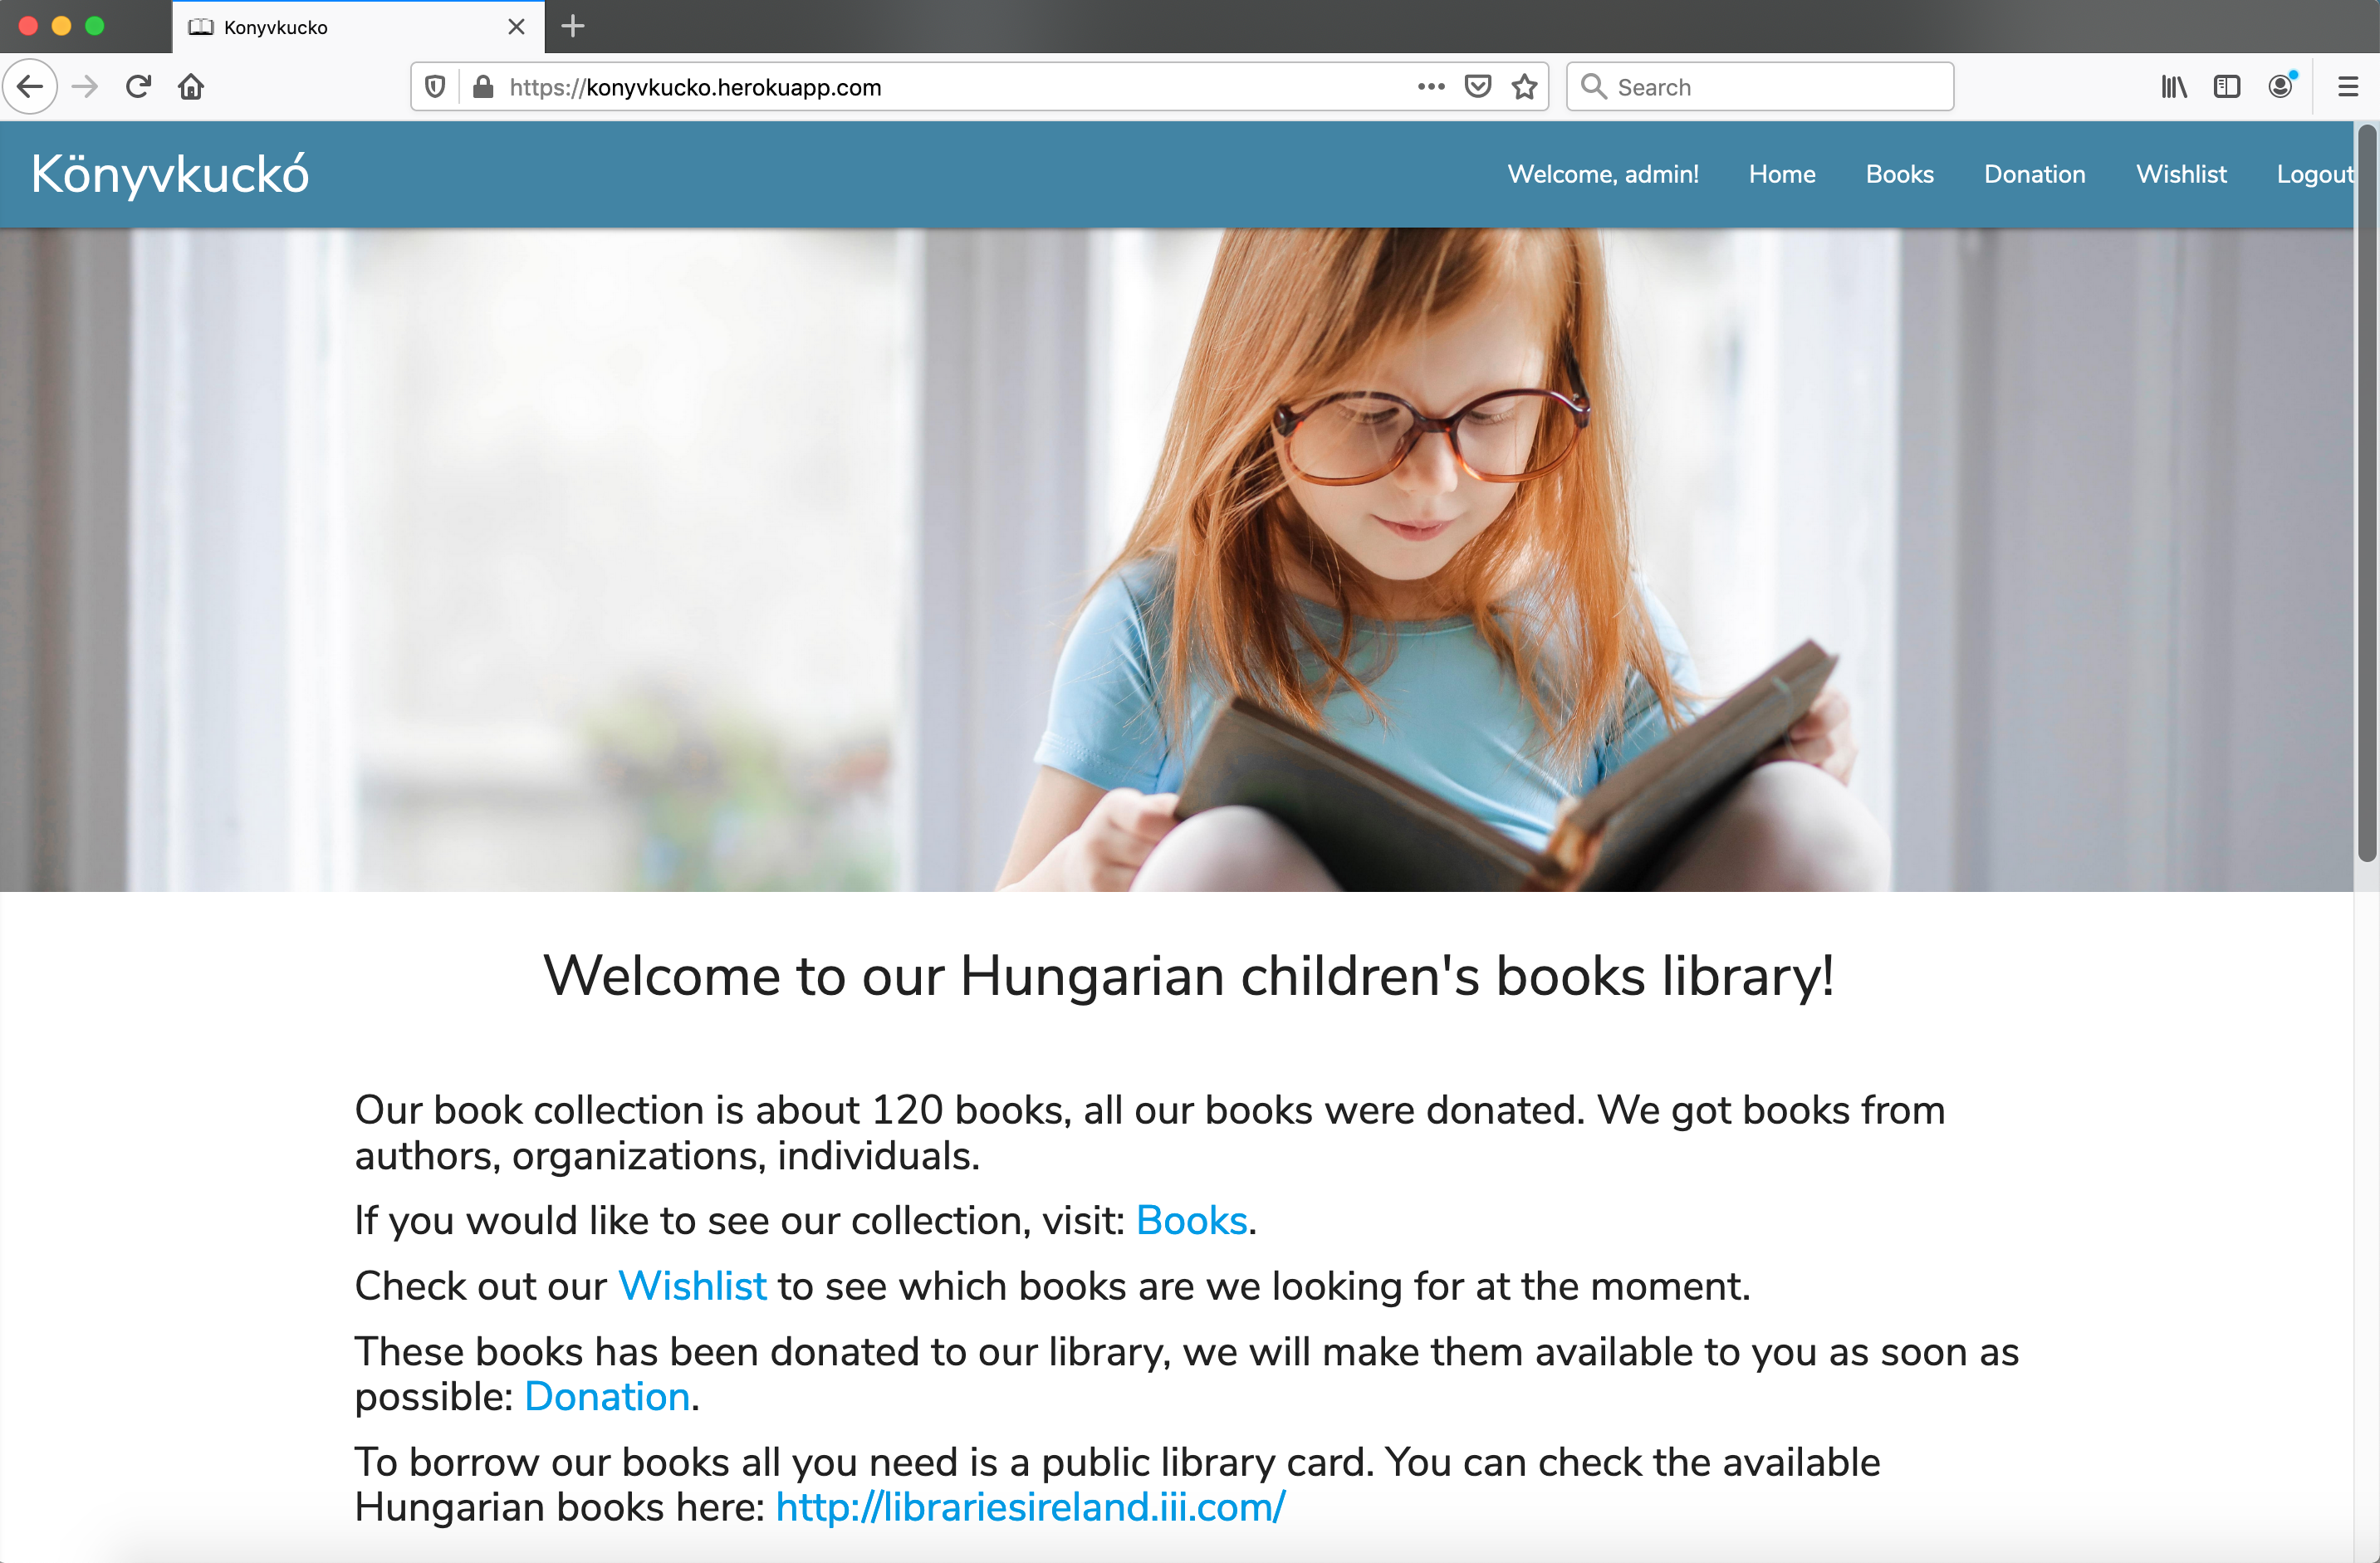 Konyvkucko
https://konyvkucko.herokuapp.com
Search
Könyvkuckó
Welcome, admin!
Home
Books
Donation
Wishlist
Logout
Welcome to our Hungarian children's books library!
Our book collection is about 120 books, all our books were donated. We got books from
authors, organizations, individuals.
If you would like to see our collection, visit: Books.
Check out our Wishlist to see which books are we looking for at the moment.
These books has been donated to our library, we will make them available to you as soon as
possible: Donation.
To borrow our books all you need is a public library card. You can check the available
Hungarian books here: http://librariesireland.iii.com/